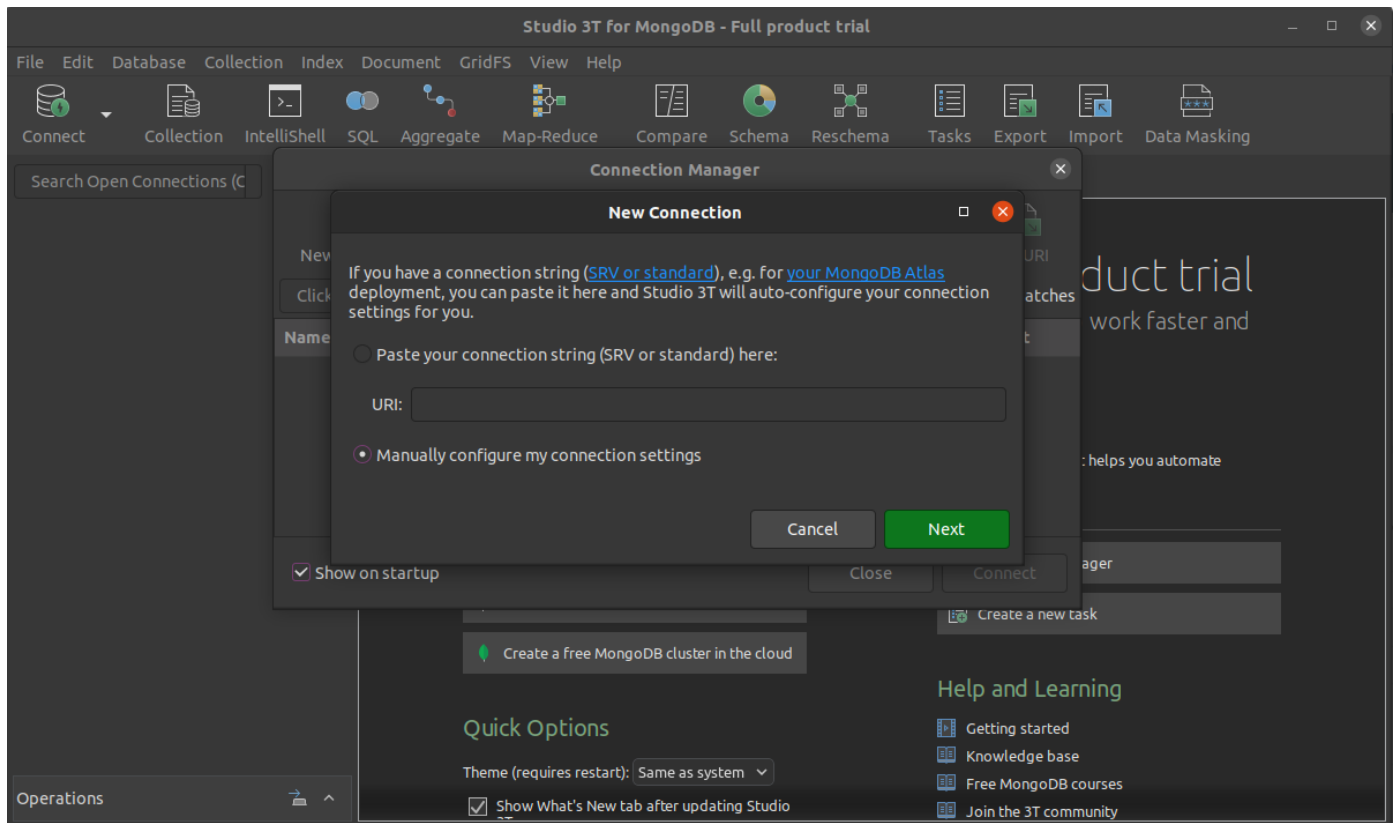 Studio 3T for MongoDB - Full product trial
File Edit Database Collection Index Document GridFS View Help
Connect Collection IntelliShell SQL Aggregate Map-Reduce Compare Schema Reschema Tasks Export Import Data Masking
Search Open Connections (C
Connection Manager
New Connection
New
URI
If you have a connection string (SRV or standard), e.g. for your MongoDB Atlas
deployment, you can paste it here and Studio 3T will auto-configure your connection
settings for you.
Click
atches
Name
t
Paste your connection string (SRV or standard) here:
URI:
Manually configure my connection settings
Cancel Next
Show on startup
Close Connect
duct trial
work faster and
helps you automate
ager
Create a new task
Create a free MongoDB cluster in the cloud
Quick Options
Theme (requires restart): Same as system
Show What's New tab after updating Studio
Help and Learning
Getting started
Knowledge base
Free MongoDB courses
Join the 3T community
Operations